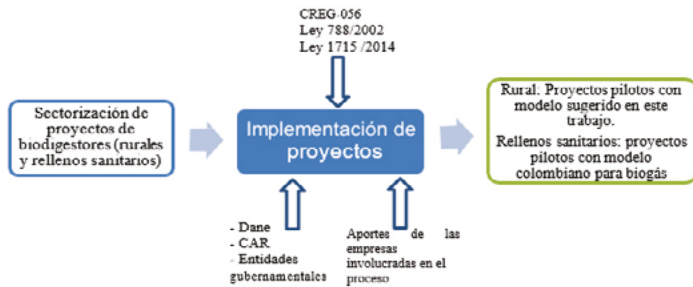 CREG-056
Ley 788/2002
Ley 1715 /2014
Sectorización de
proyectos de
biodigestores (rurales
y rellenos sanitarios)
Implementación de
proyectos
Rural: Proyectos pilotos con
modelo sugerido en este
trabajo.
Rellenos sanitarios: proyectos
pilotos con modelo
colombiano para biogás
- Dane
- CAR
- Entidades
gubernamentales
Aportes de las
empresas
involucradas en el
proceso